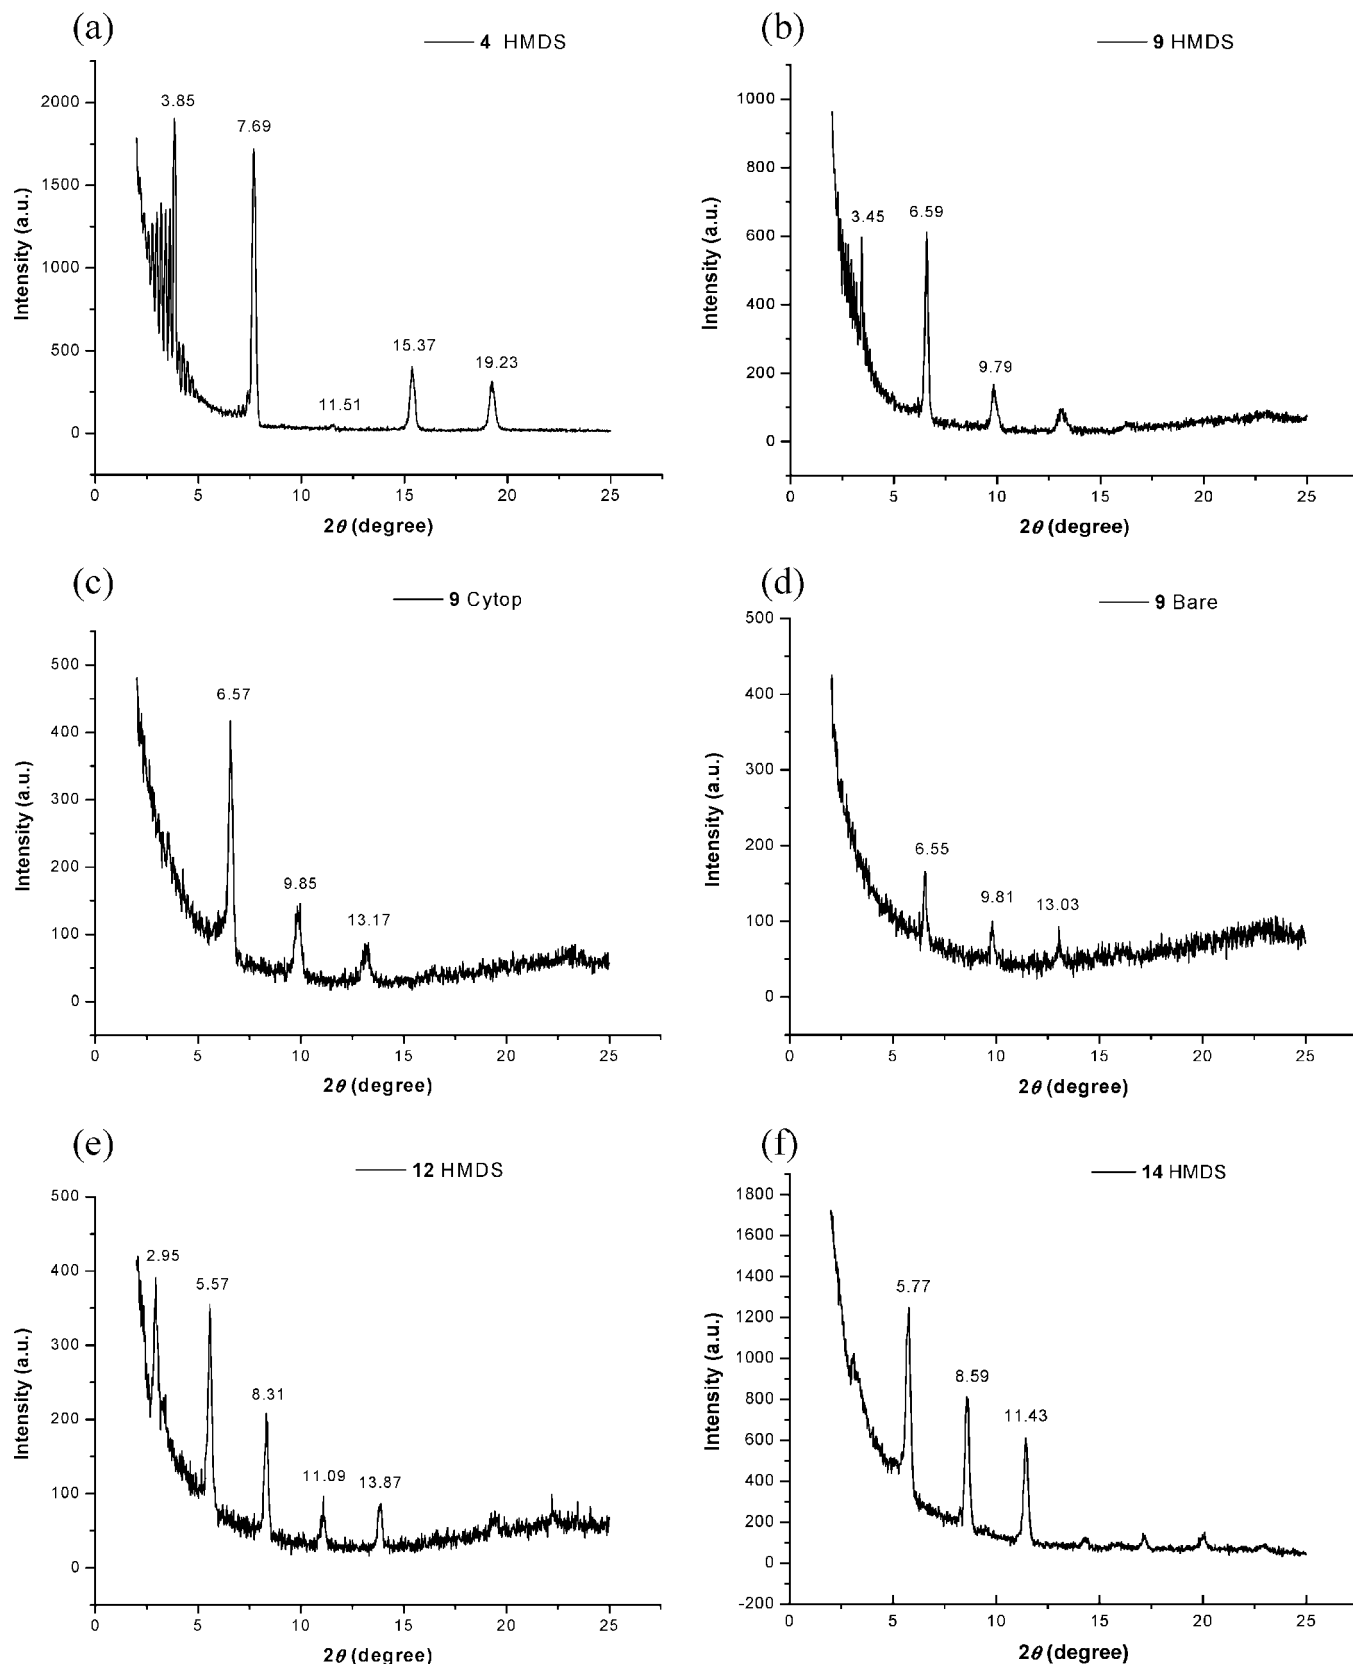 (a)
4 HMDS
3.85
7.69
11.51
15.37
19.23
2000
1500
1000
500
0
Intensity (a.u.)
0 5 10 15 20 25
2θ (degree)
(b)
9 HMDS
3.45
6.59
9.79
1000
800
600
400
200
0
Intensity (a.u.)
0 5 10 15 20 25
2θ (degree)
(c)
9 Cytop
6.57
9.85
13.17
500
400
300
200
100
0
Intensity (a.u.)
0 5 10 15 20 25
2θ (degree)
(d)
9 Bare
6.55
9.81
13.03
500
400
300
200
100
0
Intensity (a.u.)
0 5 10 15 20 25
2θ (degree)
(e)
12 HMDS
2.95
5.57
8.31
11.09
13.87
500
400
300
200
100
0
Intensity (a.u.)
0 5 10 15 20 25
2θ (degree)
(f)
14 HMDS
5.77
8.59
11.43
1800
1600
1400
1200
1000
800
600
400
200
0
-200
Intensity (a.u.)
0 5 10 15 20 25
2θ (degree)